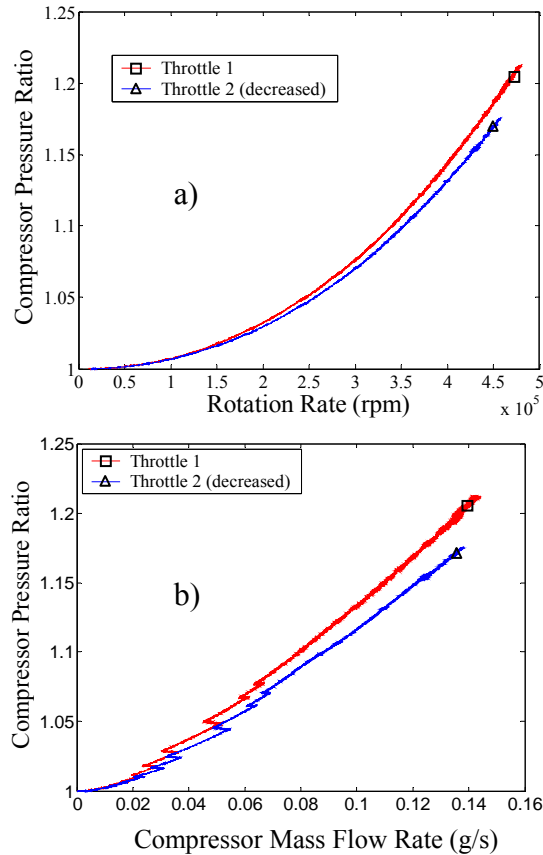 1.25
Throttle 1
Throttle 2 (decreased)
1.2
1.15
1.1
1.05
1
Compressor Pressure Ratio
a)
0 0.5 1 1.5 2 2.5 3 3.5 4 4.5 5
Rotation Rate (rpm)
x 10⁵
1.25
Throttle 1
Throttle 2 (decreased)
1.2
1.15
1.1
1.05
1
Compressor Pressure Ratio
b)
0 0.02 0.04 0.06 0.08 0.1 0.12 0.14 0.16
Compressor Mass Flow Rate (g/s)